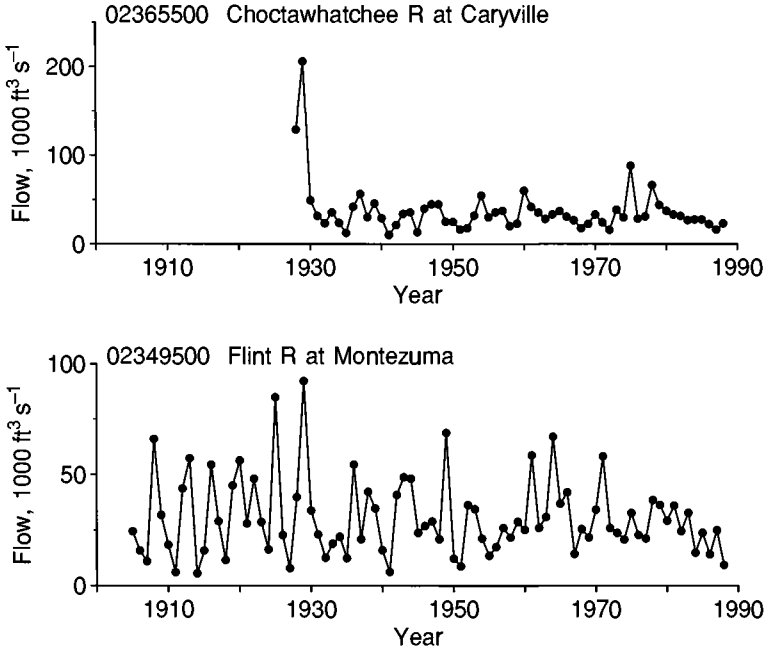 02365500 Choctawhatchee R at Caryville
Flow, 1000 ft³ s⁻¹
200
100
0
1910 1930 1950 1970 1990
Year
02349500 Flint R at Montezuma
Flow, 1000 ft³ s⁻¹
100
50
0
1910 1930 1950 1970 1990
Year